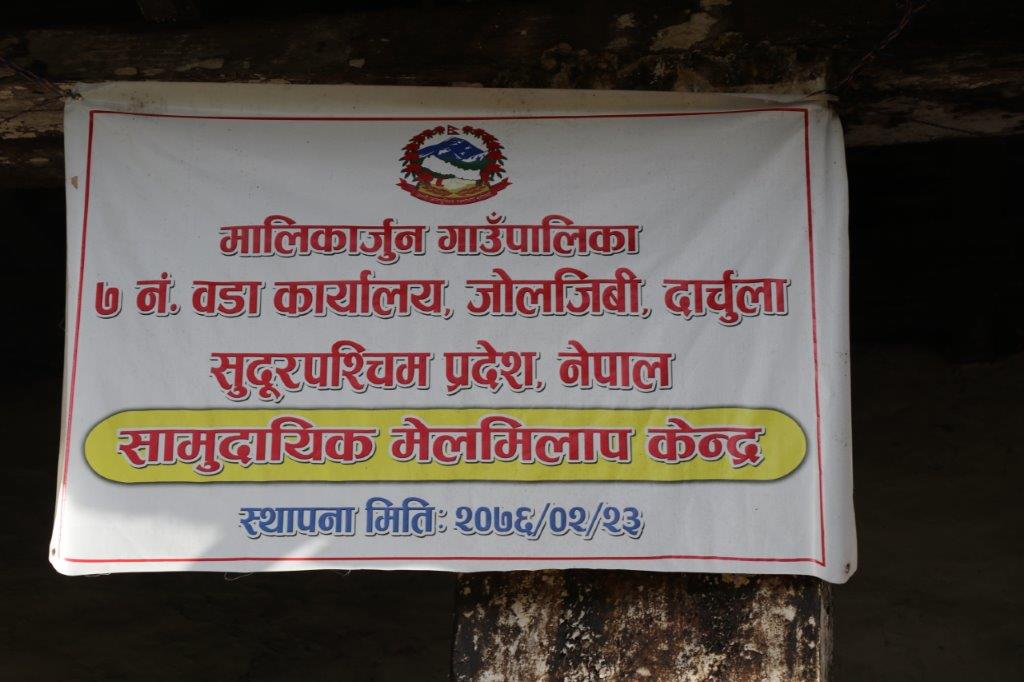 मालिकार्जुन गाउँपालिका
७ नं. वडा कार्यालय, जोलजिबी, दार्चुला
सुदूरपश्चिम प्रदेश, नेपाल
सामुदायिक मेलमिलाप केन्द्र
स्थापना मितिः २०७६/०२/२३